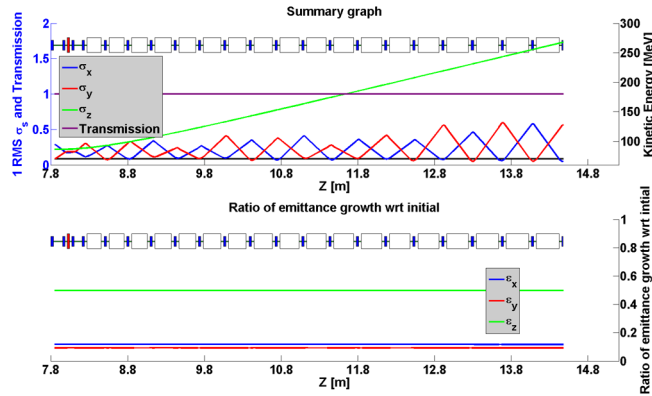 Summary graph
2
1.5
1
0.5
0
300
250
200
150
100
1 RMS σs and Transmission
Kinetic Energy [MeV]
σx
σy
σz
Transmission
7.8 8.8 9.8 10.8 11.8 12.8 13.8 14.8
Z [m]
Ratio of emittance growth wrt intial
1
0.8
0.6
0.4
0.2
0
Ratio of emittance growth wrt initial
εx
εy
εz
7.8 8.8 9.8 10.8 11.8 12.8 13.8 14.8
Z [m]